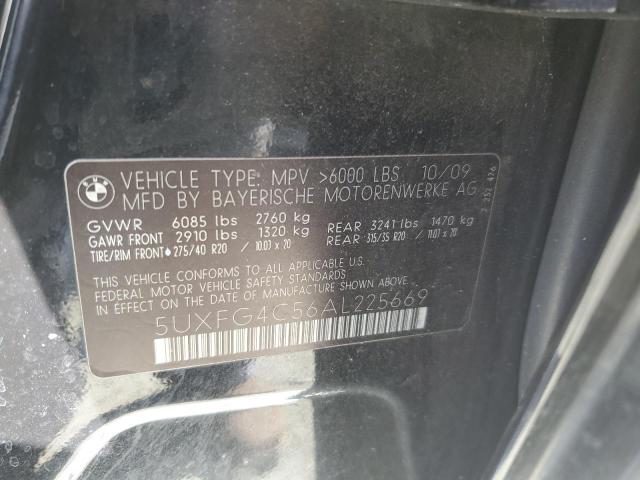 BMW
VEHICLE TYPE: MPV >6000 LBS 10/09
MFD BY BAYERISCHE MOTORENWERKE AG
GVWR 6085 lbs 2760 kg
GAWR FRONT 2910 lbs 1320 kg REAR 3241 lbs 1470 kg
TIRE/RIM FRONT 275/40 R20 / 10.0J x 20 REAR 315/35 R20 / 11.0J x 20
THIS VEHICLE CONFORMS TO ALL APPLICABLE U.S.
FEDERAL MOTOR VEHICLE SAFETY STANDARDS
IN EFFECT ON THE DATE OF MANUFACTURE SHOWN ABOVE.
5UXFG4C56AL225669